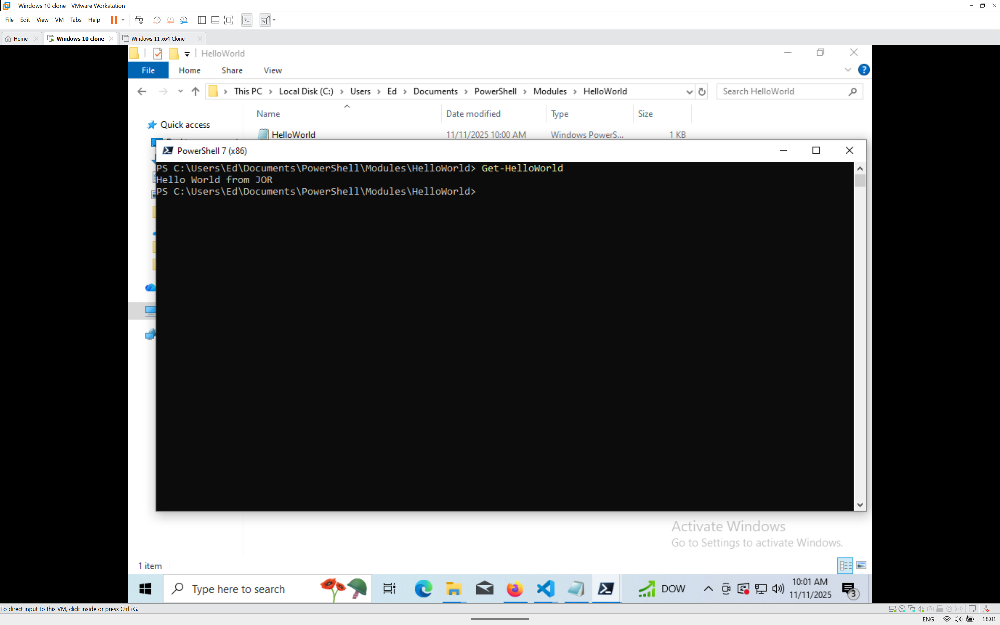 Windows 10 clone - VMware Workstation
File Edit View VM Tabs Help
Home Windows 10 clone Windows 11 x64 Clone
HelloWorld
File Home Share View
This PC Local Disk (C:) Users Ed Documents PowerShell Modules HelloWorld Search HelloWorld
Name Date modified Type Size
Quick access
HelloWorld 11/11/2025 10:00 AM Windows PowerS... 1 KB
PowerShell 7 (x86)
PS C:\Users\Ed\Documents\PowerShell\Modules\HelloWorld> Get-HelloWorld
Hello World from JOR
PS C:\Users\Ed\Documents\PowerShell\Modules\HelloWorld>
Activate Windows
Go to Settings to activate Windows.
1 item
Type here to search DOW 10:01 AM
11/11/2025 3
To direct input to this VM, click inside or press Ctrl+G.
ENG 18:01